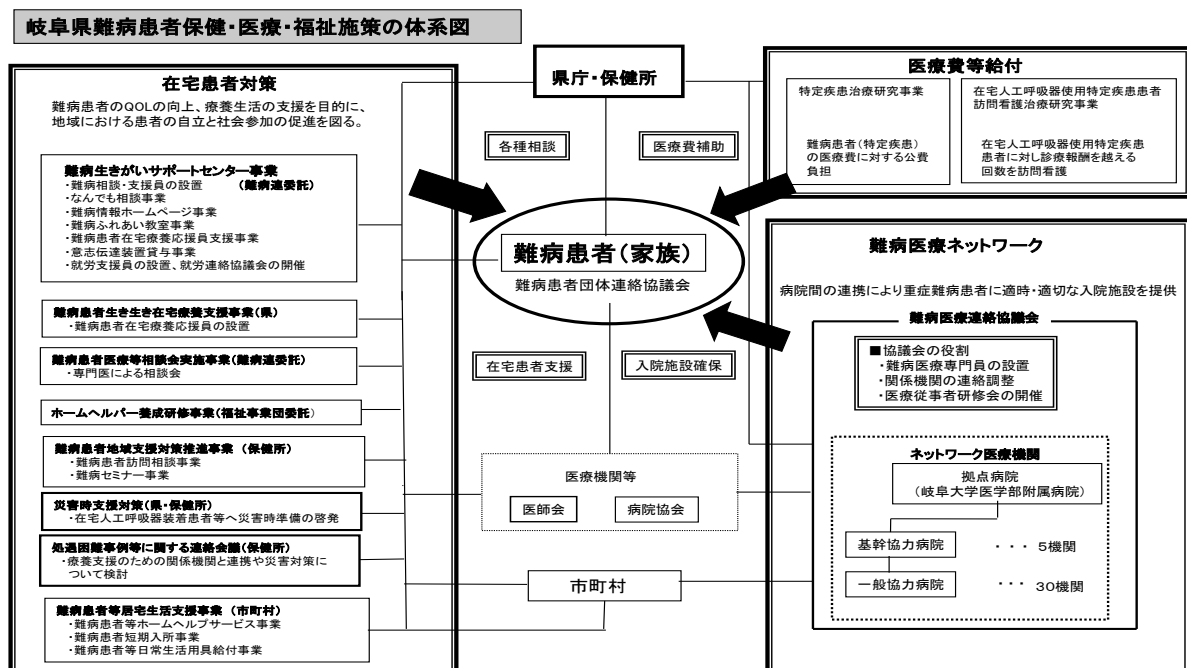 岐阜県難病患者保健・医療・福祉施策の体系図
在宅患者対策
難病患者のQOLの向上、療養生活の支援を目的に、
地域における患者の自立と社会参加の促進を図る。
難病生きがいサポートセンター事業
・難病相談・支援員の設置 (難病連委託)
・なんでも相談事業
・難病情報ホームページ事業
・難病ふれあい教室事業
・難病患者在宅療養応援員支援事業
・意志伝達装置貸与事業
・就労支援員の設置、就労連絡協議会の開催
難病患者生き生き在宅療養支援事業(県)
・難病患者在宅療養応援員の設置
難病患者医療等相談会実施事業(難病連委託)
・専門医による相談会
ホームヘルパー養成研修事業(福祉事業団委託)
難病患者地域支援対策推進事業 (保健所)
・難病患者訪問相談事業
・難病セミナー事業
災害時支援対策(県・保健所)
・在宅人工呼吸器装着患者等へ災害時準備の啓発
処遇困難事例等に関する連絡会議(保健所)
・療養支援のための関係機関と連携や災害対策に
ついて検討
難病患者等居宅生活支援事業 (市町村)
・難病患者等ホームヘルプサービス事業
・難病患者短期入所事業
・難病患者等日常生活用具給付事業
県庁・保健所
各種相談
医療費補助
難病患者(家族)
難病患者団体連絡協議会
在宅患者支援
入院施設確保
医療機関等
医師会
病院協会
市町村
医療費等給付
特定疾患治療研究事業
難病患者(特定疾患)
の医療費に対する公費
負担
在宅人工呼吸器使用特定疾患患者
訪問看護治療研究事業
在宅人工呼吸器使用特定疾患
患者に対し診療報酬を越える
回数を訪問看護
難病医療ネットワーク
病院間の連携により重症難病患者に適時・適切な入院施設を提供
難病医療連絡協議会
■協議会の役割
・難病医療専門員の設置
・関係機関の連絡調整
・医療従事者研修会の開催
ネットワーク医療機関
拠点病院
(岐阜大学医学部附属病院)
基幹協力病院 ・・・ 5機関
一般協力病院 ・・・ 30機関